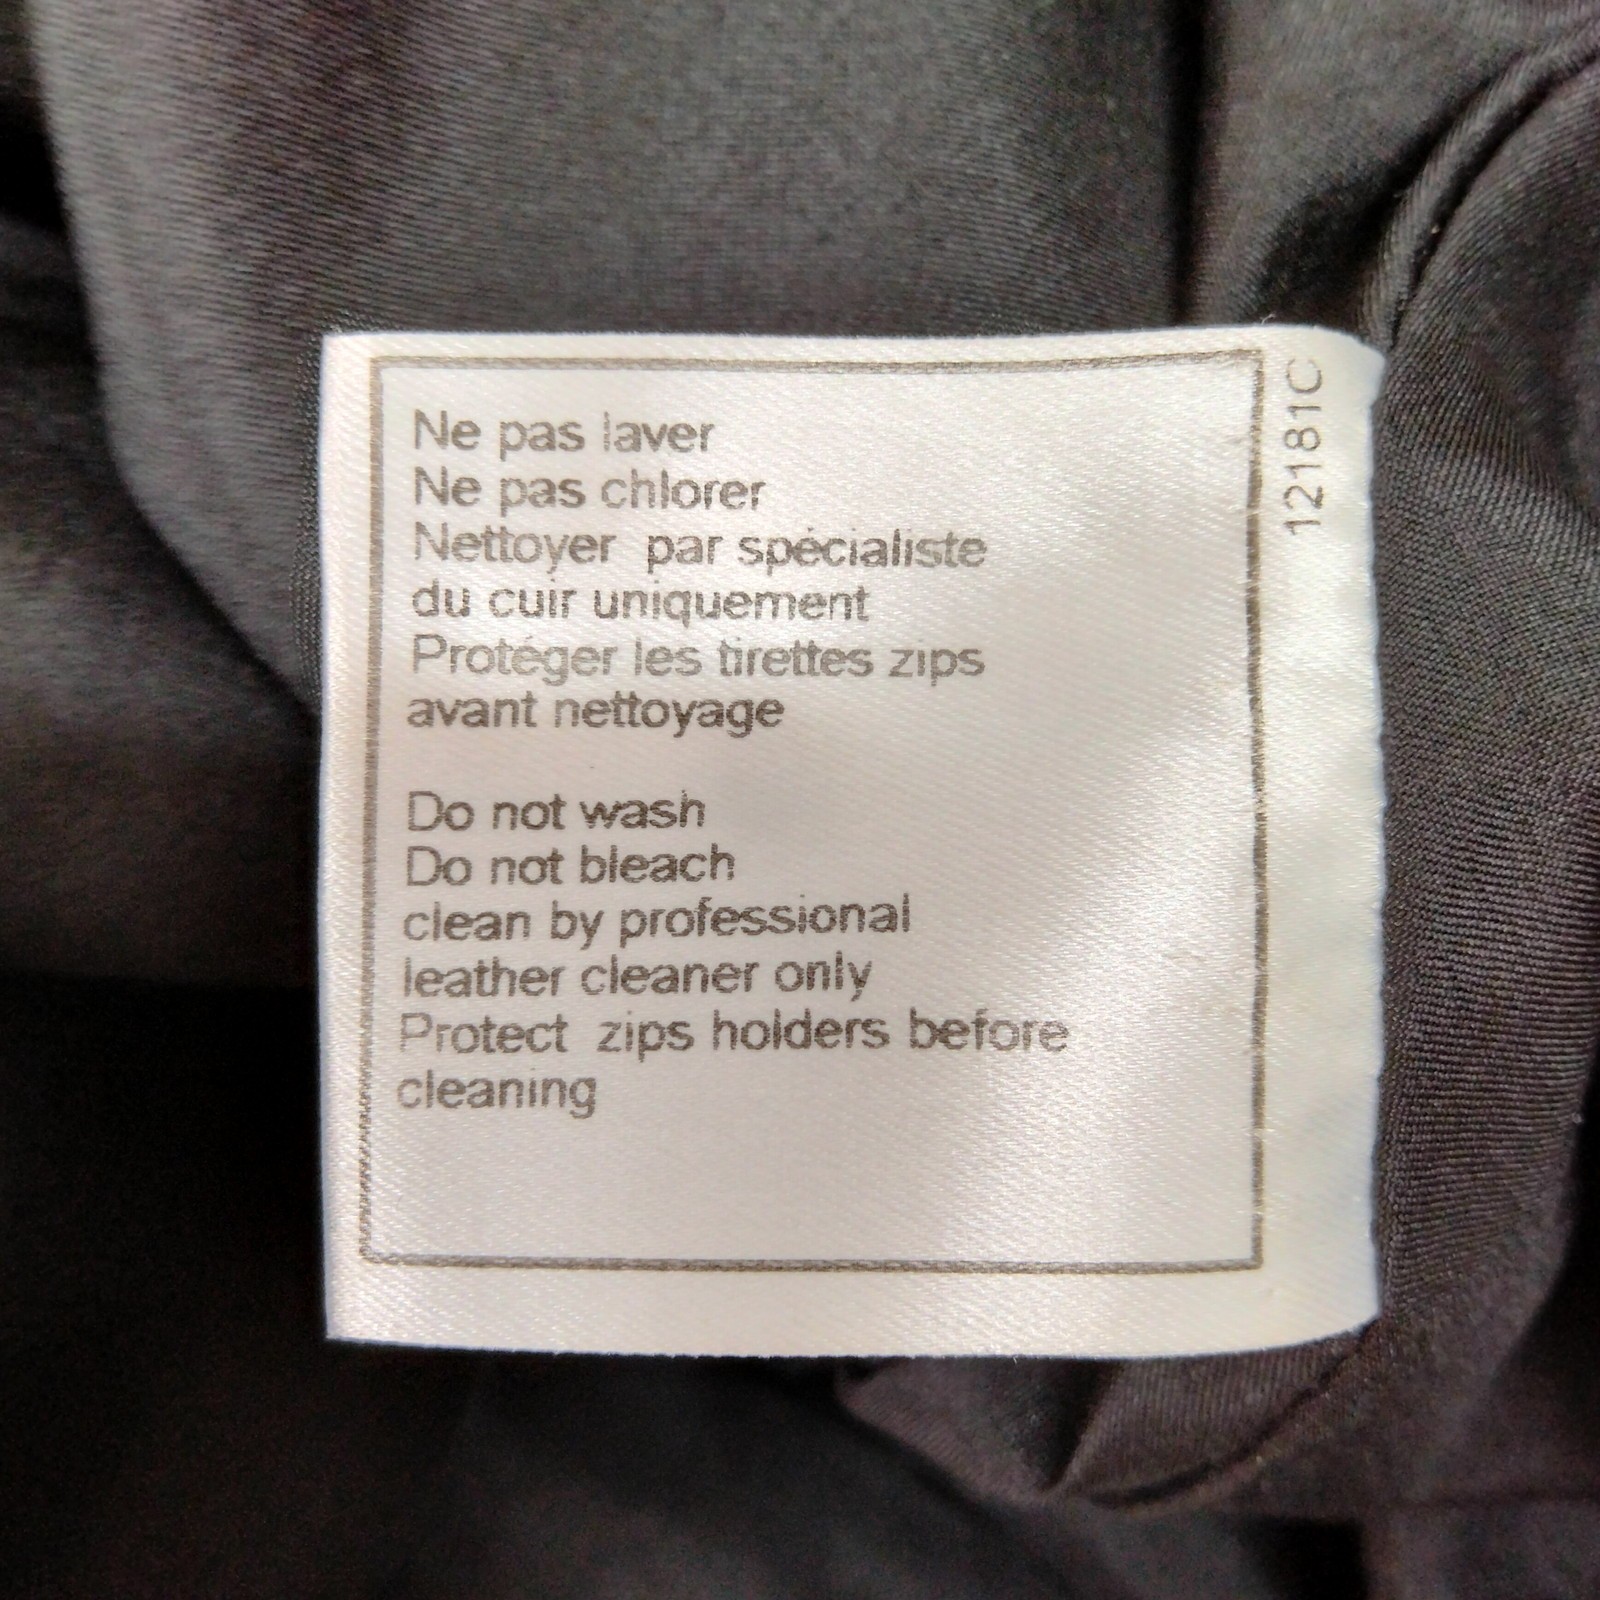 Ne pas laver
Ne pas chlorer
Nettoyer par spécialiste
du cuir uniquement
Protéger les tirettes zips
avant nettoyage
Do not wash
Do not bleach
clean by professional
leather cleaner only
Protect zips holders before
cleaning
12181C